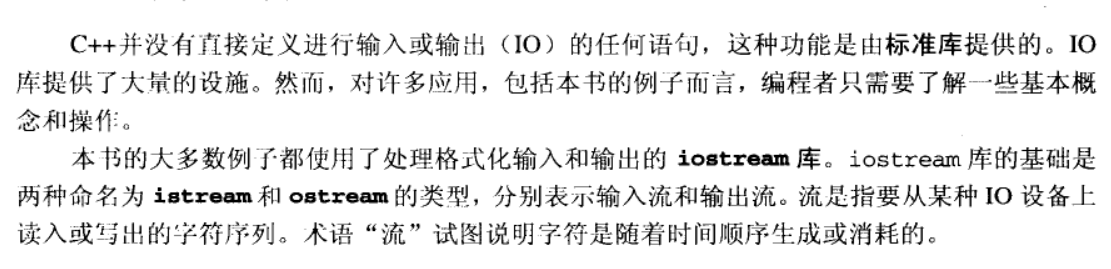 C++并没有直接定义进行输入或输出（IO）的任何语句，这种功能是由标准库提供的。IO
库提供了大量的设施。然而，对许多应用，包括本书的例子而言，编程者只需要了解一些基本概
念和操作。
本书的大多数例子都使用了处理格式化输入和输出的 iostream 库。iostream 库的基础是
两种命名为 istream 和 ostream 的类型，分别表示输入流和输出流。流是指要从某种 IO 设备上
读入或写出的字符序列。术语“流”试图说明字符是随着时间顺序生成或消耗的。